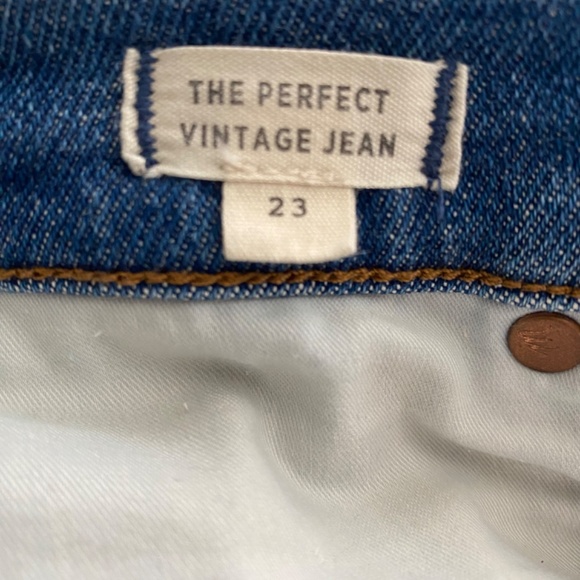 THE PERFECT
VINTAGE JEAN
23